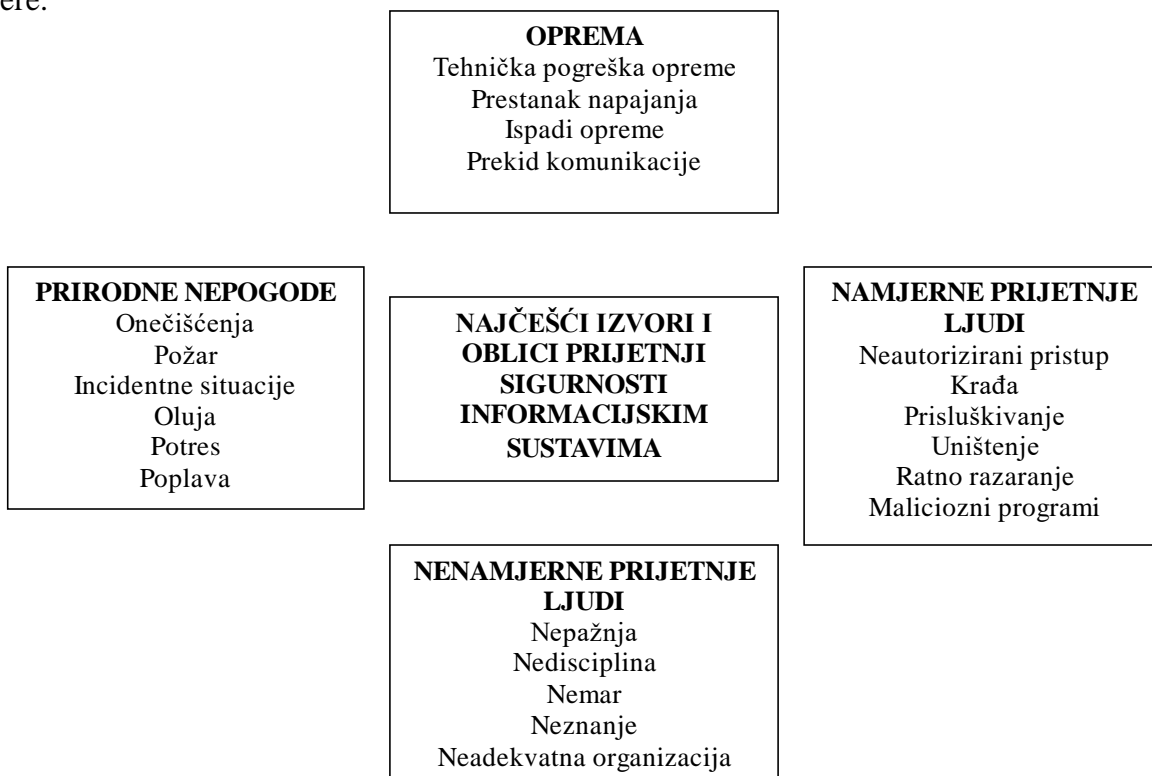 OPREMA
Tehnička pogreška opreme
Prestanak napajanja
Ispadi opreme
Prekid komunikacije
PRIRODNE NEPOGODE
Onečišćenja
Požar
Incidentne situacije
Oluja
Potres
Poplava
NAJČEŠĆI IZVORI I
OBLICI PRIJETNJI
SIGURNOSTI
INFORMACIJSKIM
SUSTAVIMA
NAMJERNE PRIJETNJE
LJUDI
Neautorizirani pristup
Krađa
Prisluškivanje
Uništenje
Ratno razaranje
Maliciozni programi
NENAMJERNE PRIJETNJE
LJUDI
Nepažnja
Nedisciplina
Nemar
Neznanje
Neadekvatna organizacija